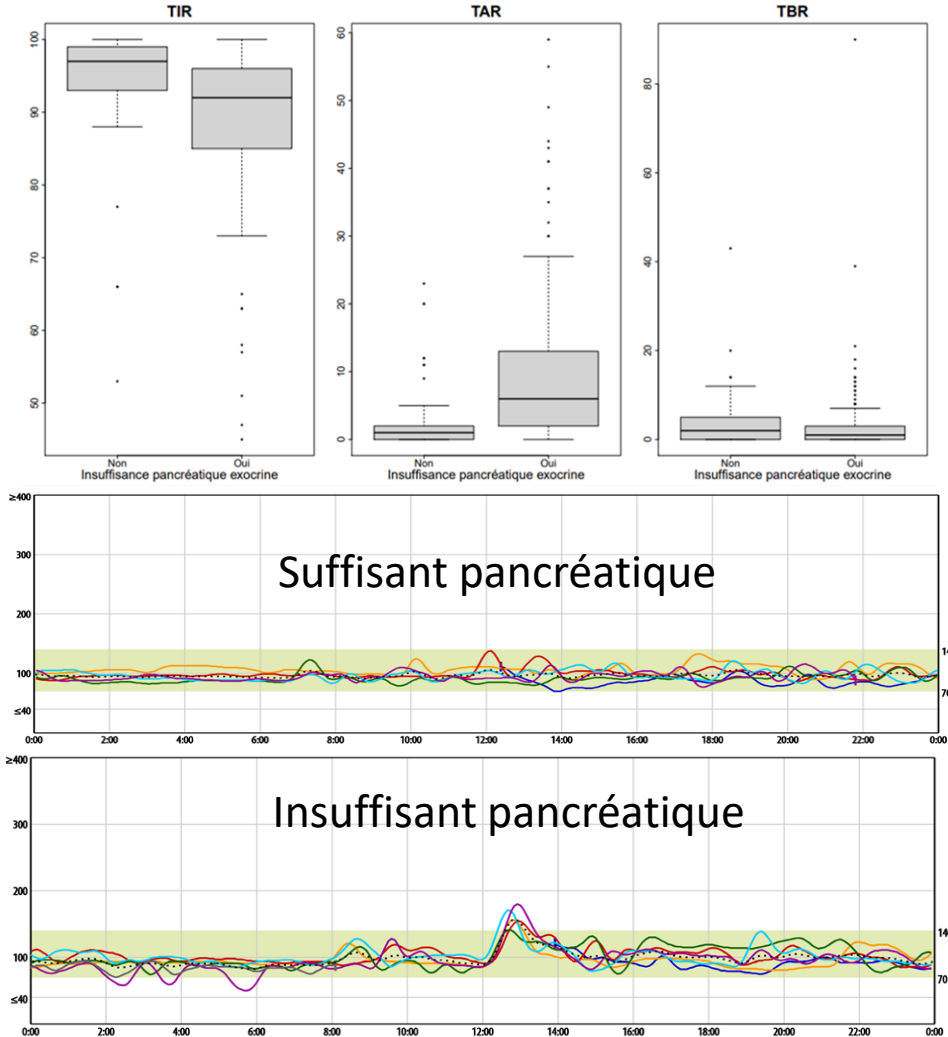 TIR
TAR
TBR
100
90
80
70
60
50
60
50
40
30
20
10
0
80
60
40
20
0
Non
Oui
Insuffisance pancréatique exocrine
Non
Oui
Insuffisance pancréatique exocrine
Non
Oui
Insuffisance pancréatique exocrine
≥400
300
200
100
≤40
Suffisant pancréatique
14
70
0:00 2:00 4:00 6:00 8:00 10:00 12:00 14:00 16:00 18:00 20:00 22:00 0:00
≥400
300
200
100
≤40
Insuffisant pancréatique
14
70
0:00 2:00 4:00 6:00 8:00 10:00 12:00 14:00 16:00 18:00 20:00 22:00 0:00